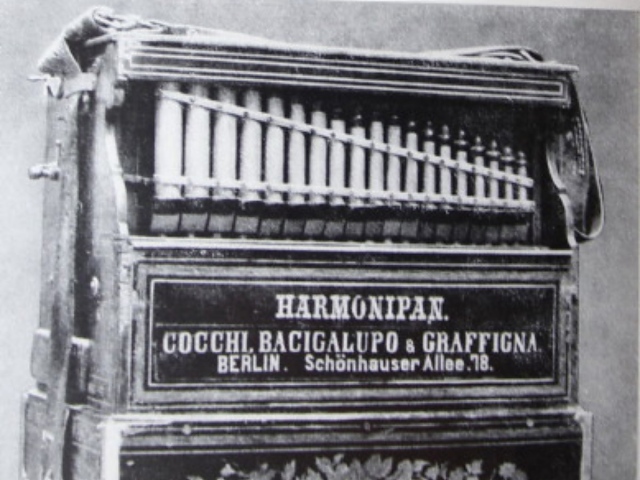 HARMONIPAN.
COCCHI, BACIGALUPO & GRAFFIGNA
BERLIN. Schönhauser Allee.78.